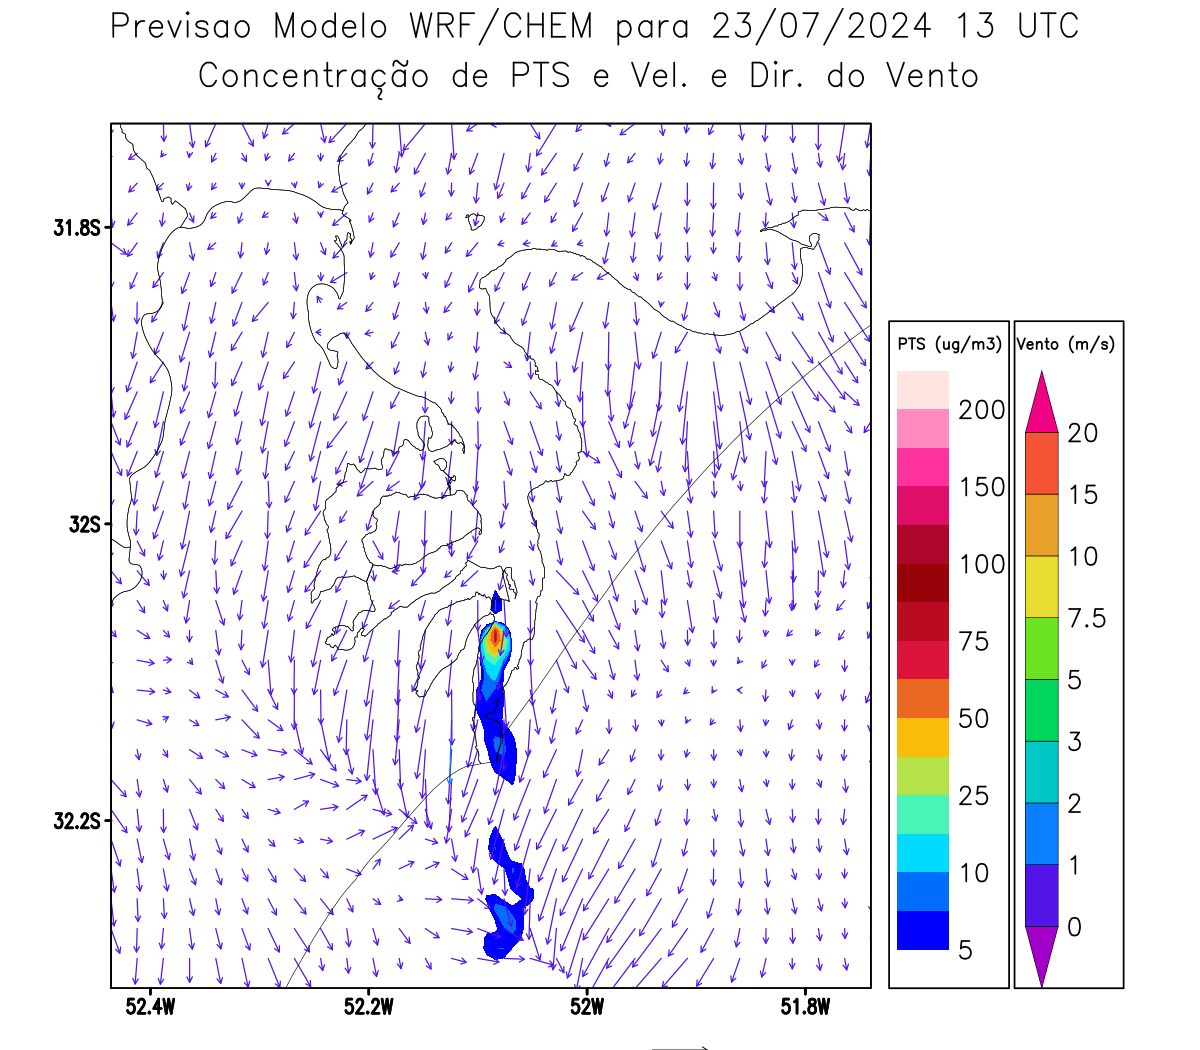 Previsao Modelo WRF/CHEM para 23/07/2024 13 UTC
Concentração de PTS e Vel. e Dir. do Vento
31.8S
32S
32.2S
52.4W 52.2W 52W 51.8W
PTS (ug/m3)
200
150
100
75
50
25
10
5
Vento (m/s)
20
15
10
7.5
5
3
2
1
0